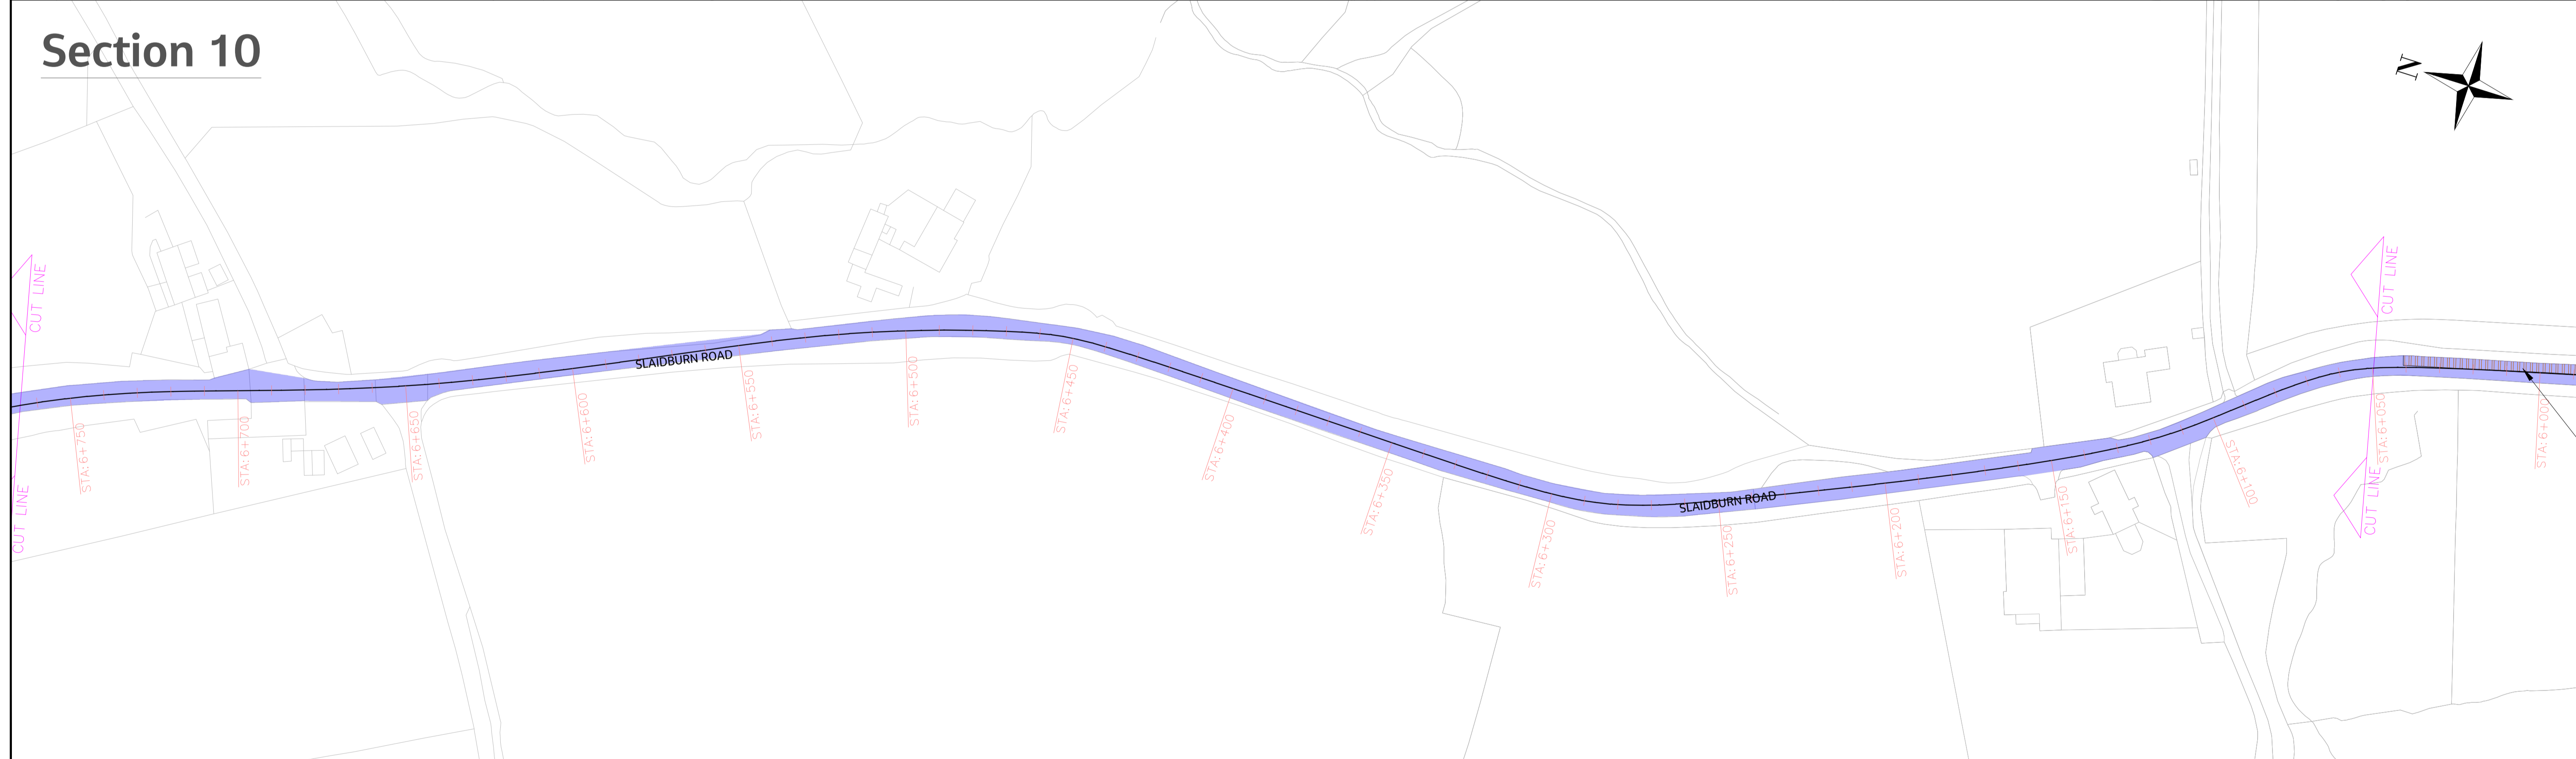 Section 10
N
CUT LINE
CUT LINE
SLAIDBURN ROAD
SLAIDBURN ROAD
CUT LINE
CUT LINE
STA:6+750
STA:6+700
STA:6+650
STA:6+600
STA:6+550
STA:6+500
STA:6+450
STA:6+400
STA:6+350
STA:6+300
STA:6+250
STA:6+200
STA:6+150
STA:6+100
STA:6+050
STA:6+000